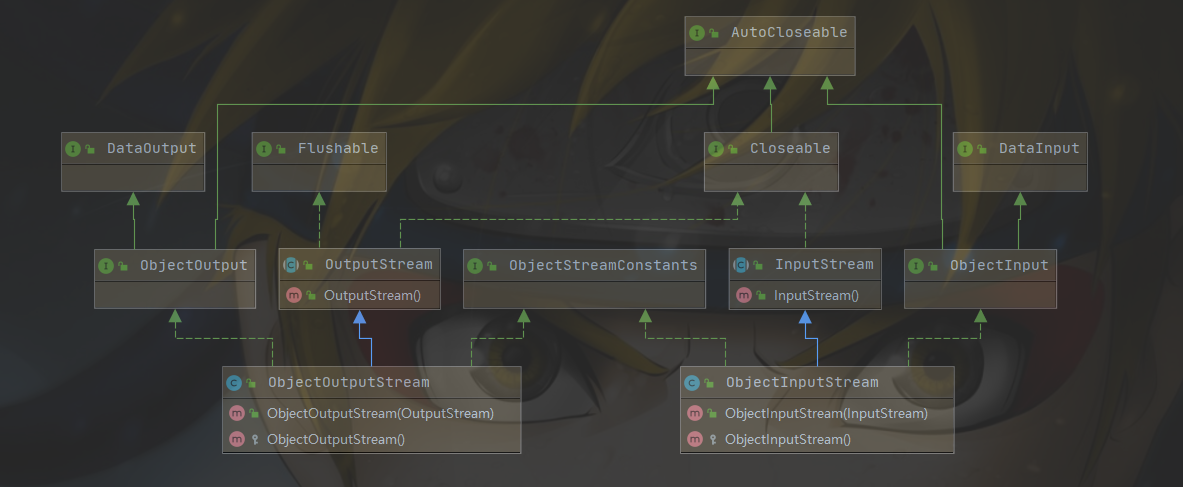 AutoCloseable
DataOutput
Flushable
Closeable
DataInput
ObjectOutput
OutputStream
OutputStream()
ObjectStreamConstants
InputStream
InputStream()
ObjectInput
ObjectOutputStream
ObjectOutputStream(OutputStream)
ObjectOutputStream()
ObjectInputStream
ObjectInputStream(InputStream)
ObjectInputStream()